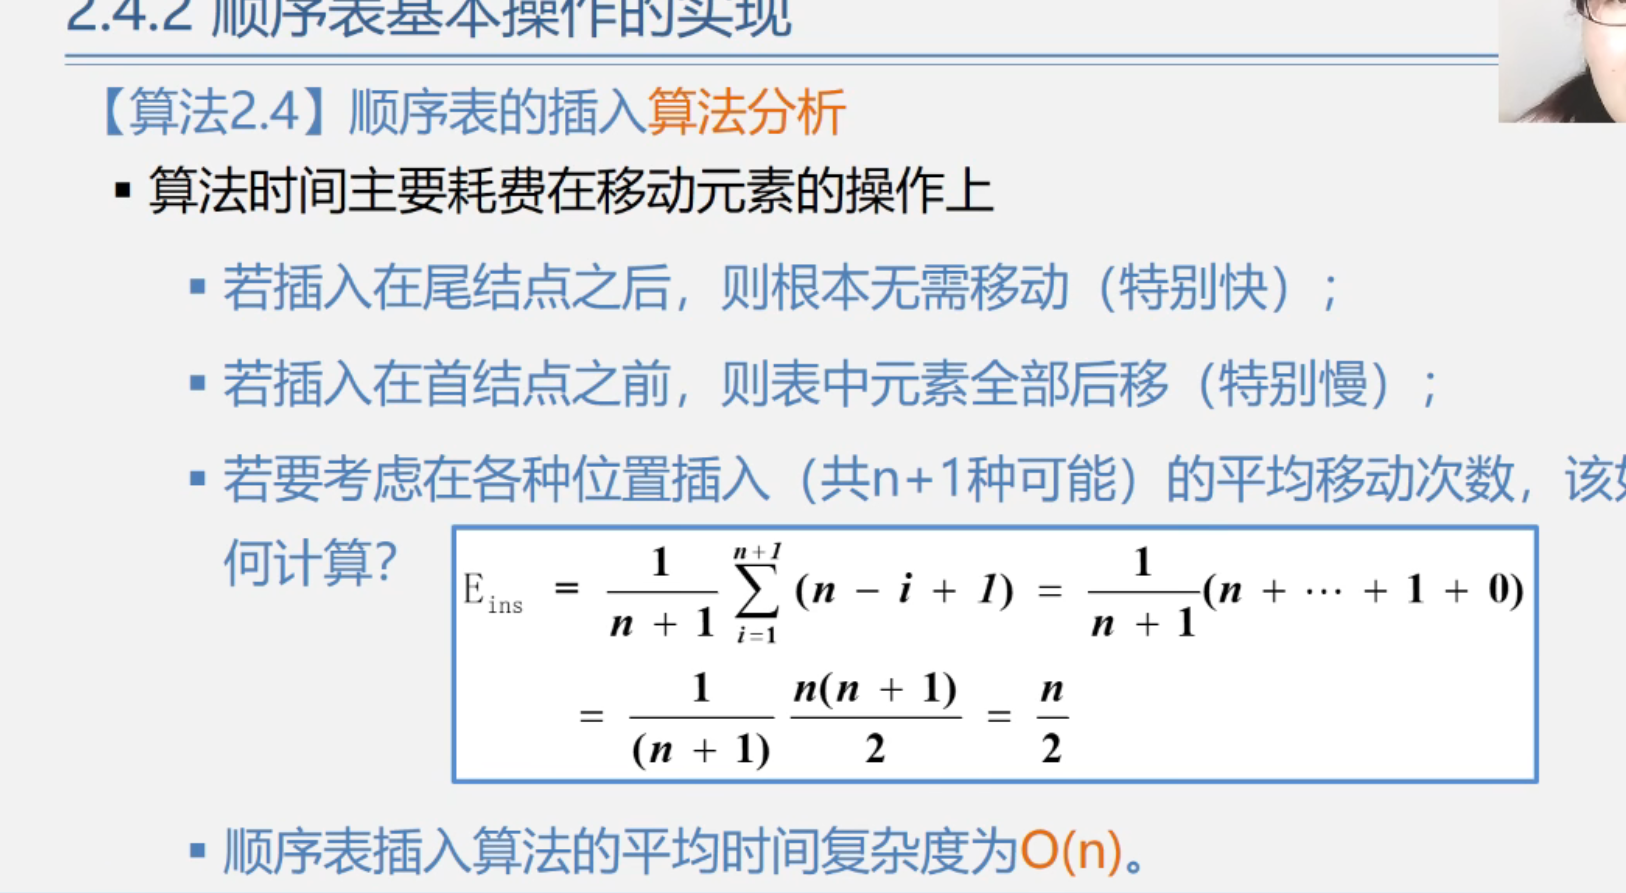 2.4.2 顺序表基本操作的实现
【算法2.4】顺序表的插入算法分析
▪ 算法时间主要耗费在移动元素的操作上
▪ 若插入在尾结点之后，则根本无需移动（特别快）；
▪ 若插入在首结点之前，则表中元素全部后移（特别慢）；
▪ 若要考虑在各种位置插入（共n+1种可能）的平均移动次数，该如
何计算？
E_ins = \frac{1}{n + 1} \sum_{i=1}^{n+1} (n − i + 1) = \frac{1}{n + 1} (n + ⋯ + 1 + 0)
= \frac{1}{(n + 1)} \frac{n(n + 1)}{2} = \frac{n}{2}
▪ 顺序表插入算法的平均时间复杂度为O(n)。